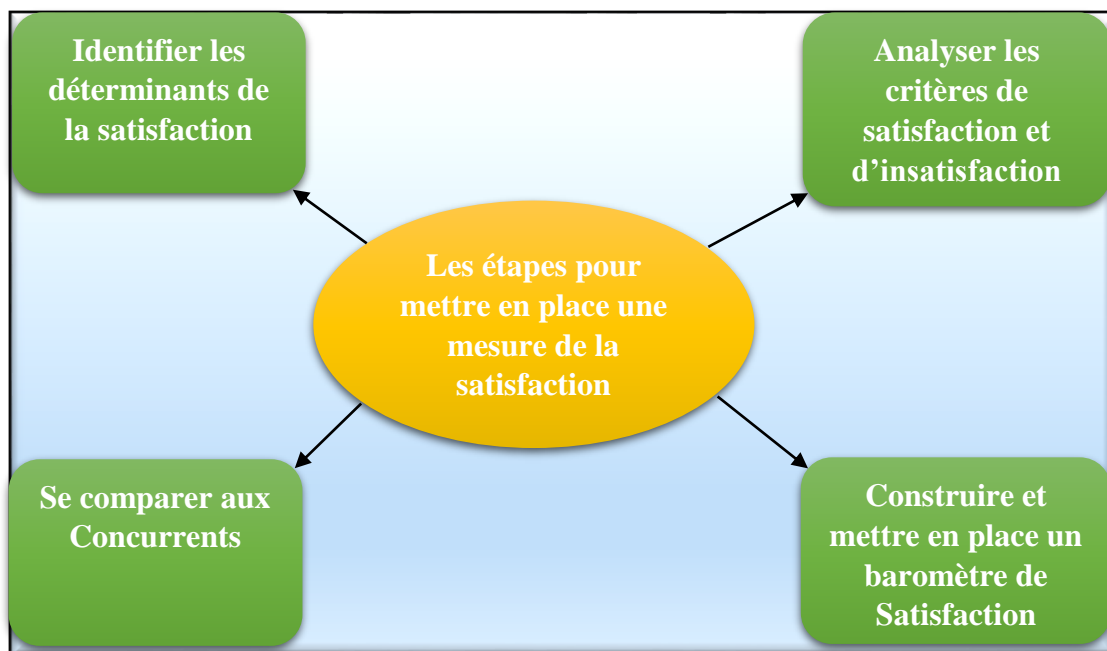 Identifier les
déterminants de
la satisfaction
Analyser les
critères de
satisfaction et
d’insatisfaction
Les étapes pour
mettre en place une
mesure de la
satisfaction
Se comparer aux
Concurrents
Construire et
mettre en place un
baromètre de
Satisfaction